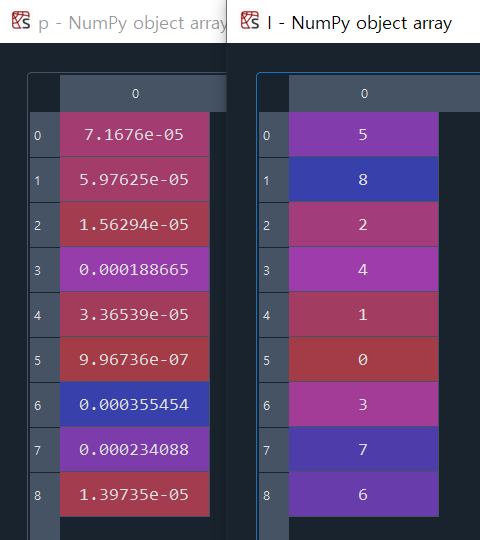 p - NumPy object array
l - NumPy object array
0
0
0 7.1676e-05
1 5.97625e-05
2 1.56294e-05
3 0.000188665
4 3.36539e-05
5 9.96736e-07
6 0.000355454
7 0.000234088
8 1.39735e-05
0 5
1 8
2 2
3 4
4 1
5 0
6 3
7 7
8 6